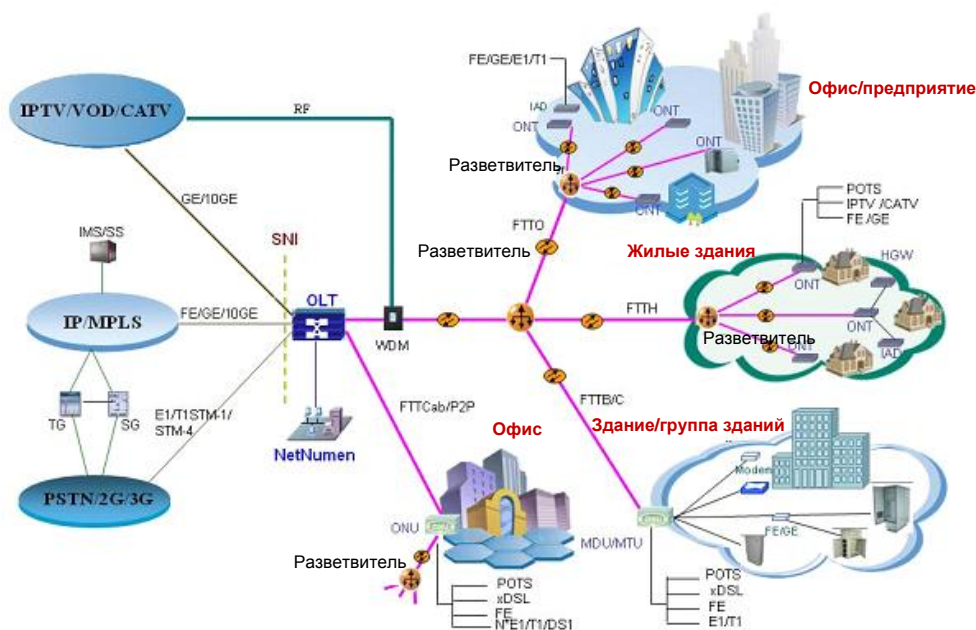 FE/GE/E1/T1
Офис/предприятие
IPTV/VOD/CATV
RF
IAD
ONT
ONT
ONT
Разветвитель
ONT
GE/10GE
POTS
IPTV /CATV
FE /GE
IMS/SS
SNI
FTTO
Разветвитель
Жилые здания
HGW
ONT
OLT
IP/MPLS
FE/GE/10GE
WDM
FTTH
ONT
Разветвитель
ONT
IAD
TG
SG
E1/T1STM-1/
STM-4
FTTCab/P2P
FTTB/C
NetNumen
Офис
Здание/группа зданий
Modem
PSTN/2G/3G
ONU
MDU/MTU
FE/GE
Разветвитель
POTS
xDSL
FE
N*E1/T1/DS1
POTS
xDSL
FE
E1/T1